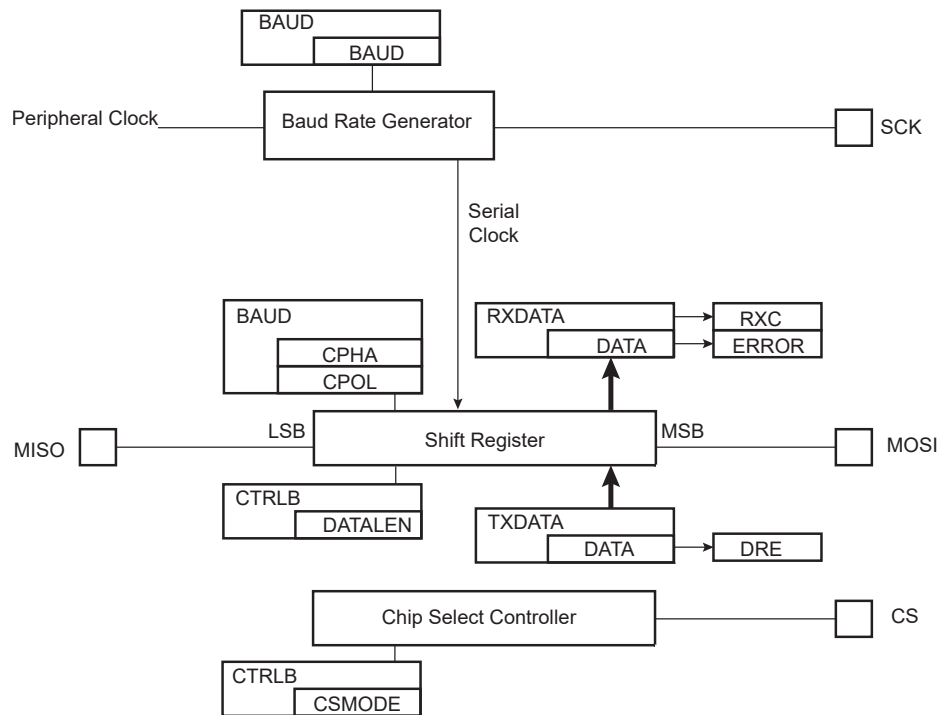 BAUD
BAUD
Peripheral Clock
Baud Rate Generator
SCK
Serial
Clock
BAUD
CPHA
CPOL
RXDATA
DATA
RXC
ERROR
MISO
LSB
Shift Register
MSB
MOSI
CTRLB
DATALEN
TXDATA
DATA
DRE
Chip Select Controller
CS
CTRLB
CSMODE